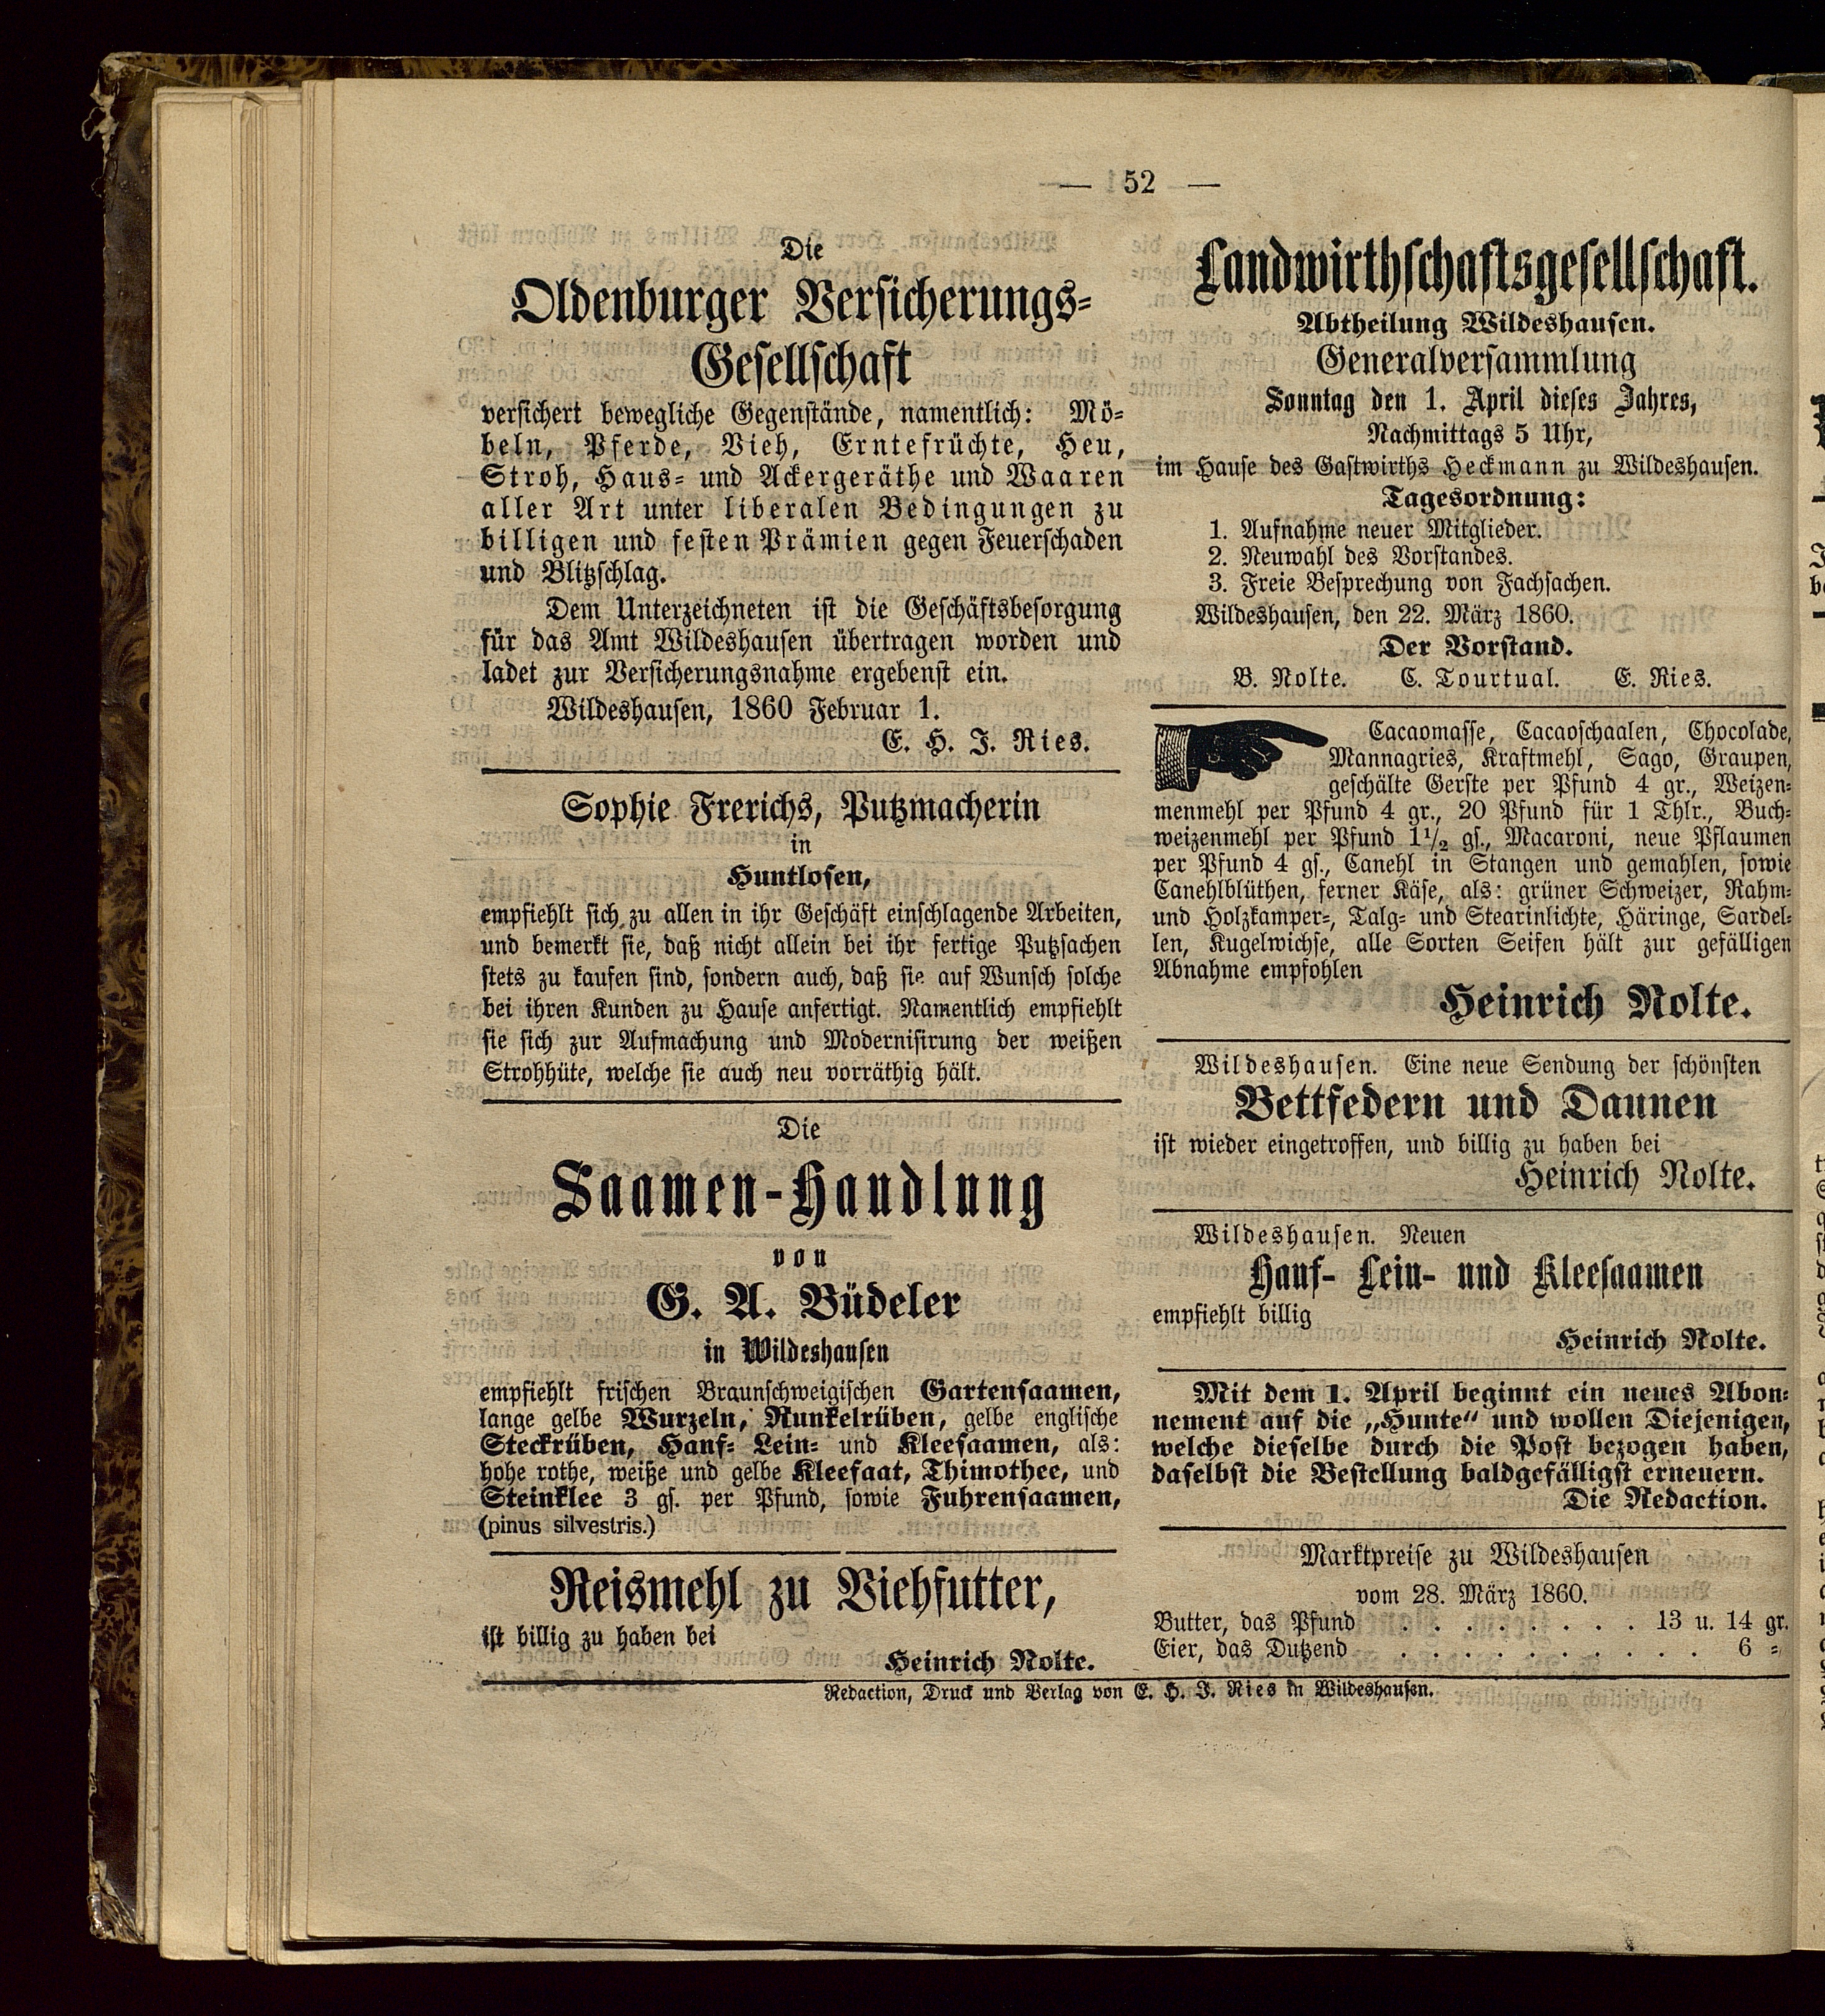 — 52 —
Die
Oldenburger Versicherungs-
Gesellschaft
versichert bewegliche Gegenstände, namentlich: Mö-
beln, Pferde, Vieh, Erntefrüchte, Heu,
Stroh, Haus- und Ackergeräthe und Waaren
aller Art unter liberalen Bedingungen zu
billigen und festen Prämien gegen Feuerschaden
und Blitzschlag.
Dem Unterzeichneten ist die Geschäftsbesorgung
für das Amt Wildeshausen übertragen worden und
ladet zur Versicherungsnahme ergebenst ein.
Wildeshausen, 1860 Februar 1.
E. H. J. Ries.
Sophie Frerichs, Putzmacherin
in
Huntlosen,
empfiehlt sich zu allen in ihr Geschäft einschlagende Arbeiten,
und bemerkt sie, daß nicht allein bei ihr fertige Putzsachen
stets zu kaufen sind, sondern auch, daß sie auf Wunsch solche
bei ihren Kunden zu Hause anfertigt. Namentlich empfiehlt
sie sich zur Aufmachung und Modernisirung der weißen
Strohhüte, welche sie auch neu vorräthig hält.
Die
Saamen-Handlung
von
G. A. Büdeler
in Wildeshausen
empfiehlt frischen Braunschweigischen Gartensaamen,
lange gelbe Wurzeln, Runkelrüben, gelbe englische
Steckrüben, Hanf- Lein- und Kleesaamen, als:
hohe rothe, weiße und gelbe Kleesaat, Thimothee, und
Steinklee 3 gs. per Pfund, sowie Fuhrensaamen,
(pinus silvestris.)
Reismehl zu Viehfutter,
ist billig zu haben bei
Heinrich Nolte.
Landwirthschaftsgesellschaft.
Abtheilung Wildeshausen.
Generalversammlung
Sonntag den 1. April dieses Jahres,
Nachmittags 5 Uhr,
im Hause des Gastwirths Heckmann zu Wildeshausen.
Tagesordnung:
1. Aufnahme neuer Mitglieder.
2. Neuwahl des Vorstandes.
3. Freie Besprechung von Fachsachen.
Wildeshausen, den 22. März 1860.
Der Vorstand.
B. Nolte. C. Tourtual. E. Ries.
Cacaomasse, Cacaoschaalen, Chocolade,
Mannagries, Kraftmehl, Sago, Graupen,
geschälte Gerste per Pfund 4 gr., Weizen-
menmehl per Pfund 4 gr., 20 Pfund für 1 Thlr., Buch-
weizenmehl per Pfund 1½ gs., Macaroni, neue Pflaumen
per Pfund 4 gs., Canehl in Stangen und gemahlen, sowie
Canehlblüthen, ferner Käse, als: grüner Schweizer, Rahm-
und Holzkamper-, Talg- und Stearinlichte, Häringe, Sardel-
len, Kugelwichse, alle Sorten Seifen hält zur gefälligen
Abnahme empfohlen
Heinrich Nolte.
Wildeshausen. Eine neue Sendung der schönsten
Bettfedern und Daunen
ist wieder eingetroffen, und billig zu haben bei
Heinrich Nolte.
Wildeshausen. Neuen
Hanf- Lein- und Kleesaamen
empfiehlt billig
Heinrich Nolte.
Mit dem 1. April beginnt ein neues Abon-
nement auf die „Hunte“ und wollen Diejenigen,
welche dieselbe durch die Post bezogen haben,
daselbst die Bestellung baldgefälligst erneuern.
Die Redaction.
Marktpreise zu Wildeshausen
vom 28. März 1860.
Butter, das Pfund . . . . . . . . 13 u. 14 gr.
Eier, das Dutzend . . . . . . . . . . 6 -
Redaction, Druck und Verlag von E. H. J. Ries in Wildeshausen.